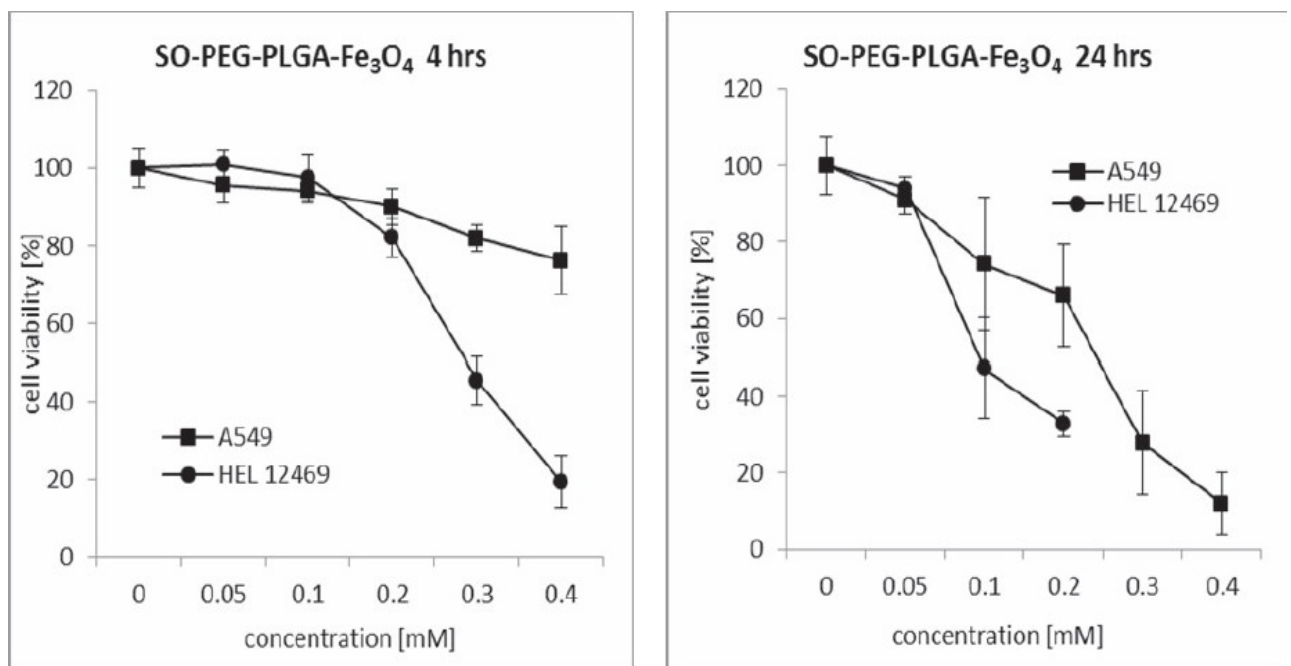 SO-PEG-PLGA-Fe₃O₄ 4 hrs
120
100
80
60
40
20
0
cell viability [%]
A549
HEL 12469
0 0.05 0.1 0.2 0.3 0.4
concentration [mM]
SO-PEG-PLGA-Fe₃O₄ 24 hrs
120
100
80
60
40
20
0
cell viability [%]
A549
HEL 12469
0 0.05 0.1 0.2 0.3 0.4
concentration [mM]